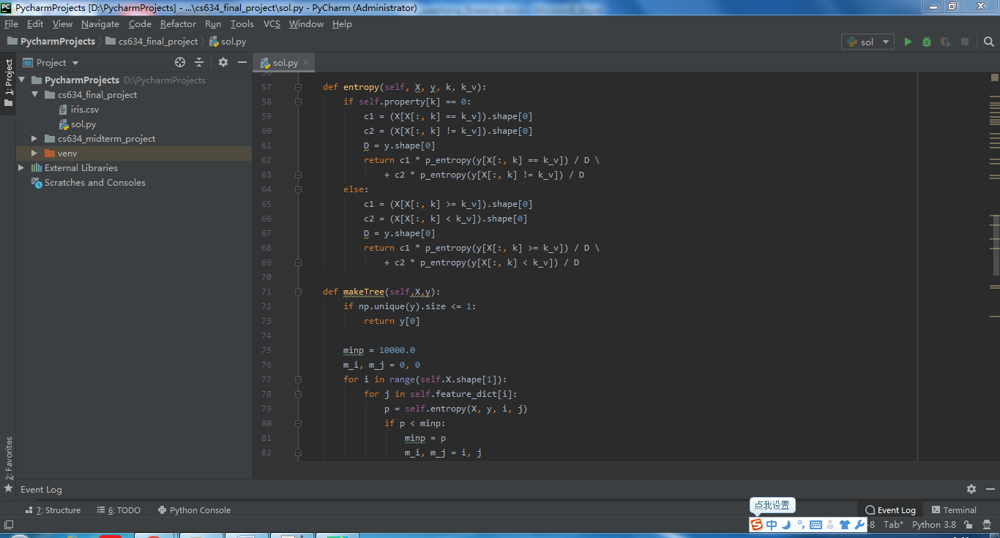 PycharmProjects [D:\PycharmProjects] - ...\cs634_final_project\sol.py - PyCharm (Administrator)
File Edit View Navigate Code Refactor Run Tools VCS Window Help
PycharmProjects cs634_final_project sol.py
sol
1: Project
Project
sol.py
PycharmProjects D:\PycharmProjects
cs634_final_project
iris.csv
sol.py
cs634_midterm_project
venv
External Libraries
Scratches and Consoles
57 def entropy(self, X, y, k, k_v):
58 if self.property[k] == 0:
59 c1 = (X[X[:, k] == k_v]).shape[0]
60 c2 = (X[X[:, k] != k_v]).shape[0]
61 D = y.shape[0]
62 return c1 * p_entropy(y[X[:, k] == k_v]) / D \
63 + c2 * p_entropy(y[X[:, k] != k_v]) / D
64 else:
65 c1 = (X[X[:, k] >= k_v]).shape[0]
66 c2 = (X[X[:, k] < k_v]).shape[0]
67 D = y.shape[0]
68 return c1 * p_entropy(y[X[:, k] >= k_v]) / D \
69 + c2 * p_entropy(y[X[:, k] < k_v]) / D
70
71 def makeTree(self,X,y):
72 if np.unique(y).size <= 1:
73 return y[0]
74
75 minp = 10000.0
76 m_i, m_j = 0, 0
77 for i in range(self.X.shape[1]):
78 for j in self.feature_dict[i]:
79 p = self.entropy(X, y, i, j)
80 if p < minp:
81 minp = p
82 m_i, m_j = i, j
2: Favorites
Event Log
7: Structure 6: TODO Python Console
点我设置
Event Log Terminal
中
-8 Tab* Python 3.8